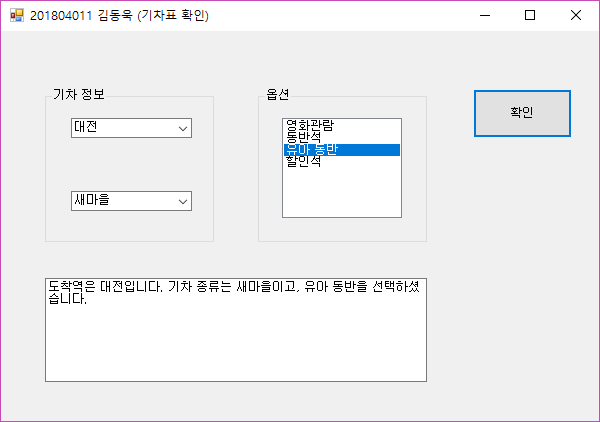 201804011 김동욱 (기차표 확인)
기차 정보
대전
새마을
옵션
영화관람
동반석
유아 동반
할인석
확인
도착역은 대전입니다. 기차 종류는 새마을이고, 유아 동반을 선택하셨
습니다.